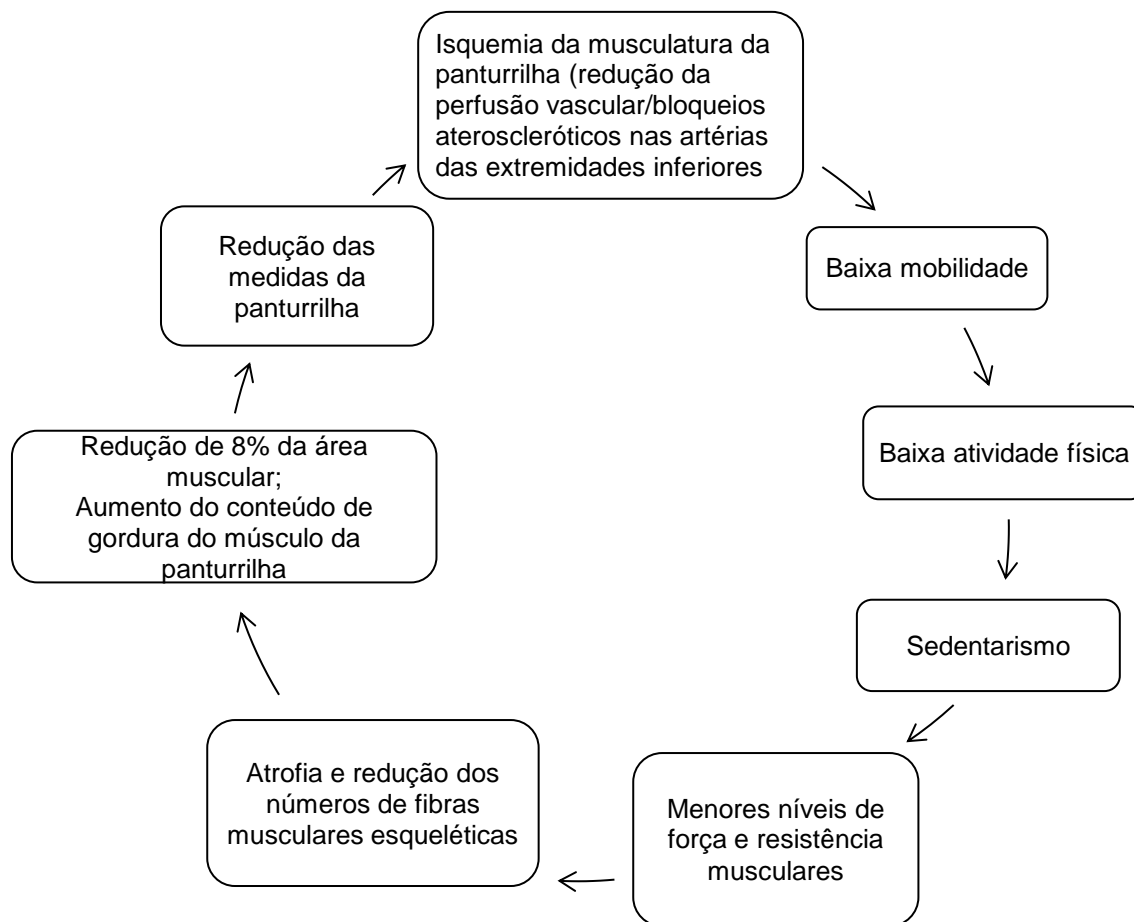 Isquemia da musculatura da
panturrilha (redução da
perfusão vascular/bloqueios
ateroscleróticos nas artérias
das extremidades inferiores
Baixa mobilidade
Baixa atividade física
Sedentarismo
Menores níveis de
força e resistência
musculares
Atrofia e redução dos
números de fibras
musculares esqueléticas
Redução de 8% da área
muscular;
Aumento do conteúdo de
gordura do músculo da
panturrilha
Redução das
medidas da
panturrilha